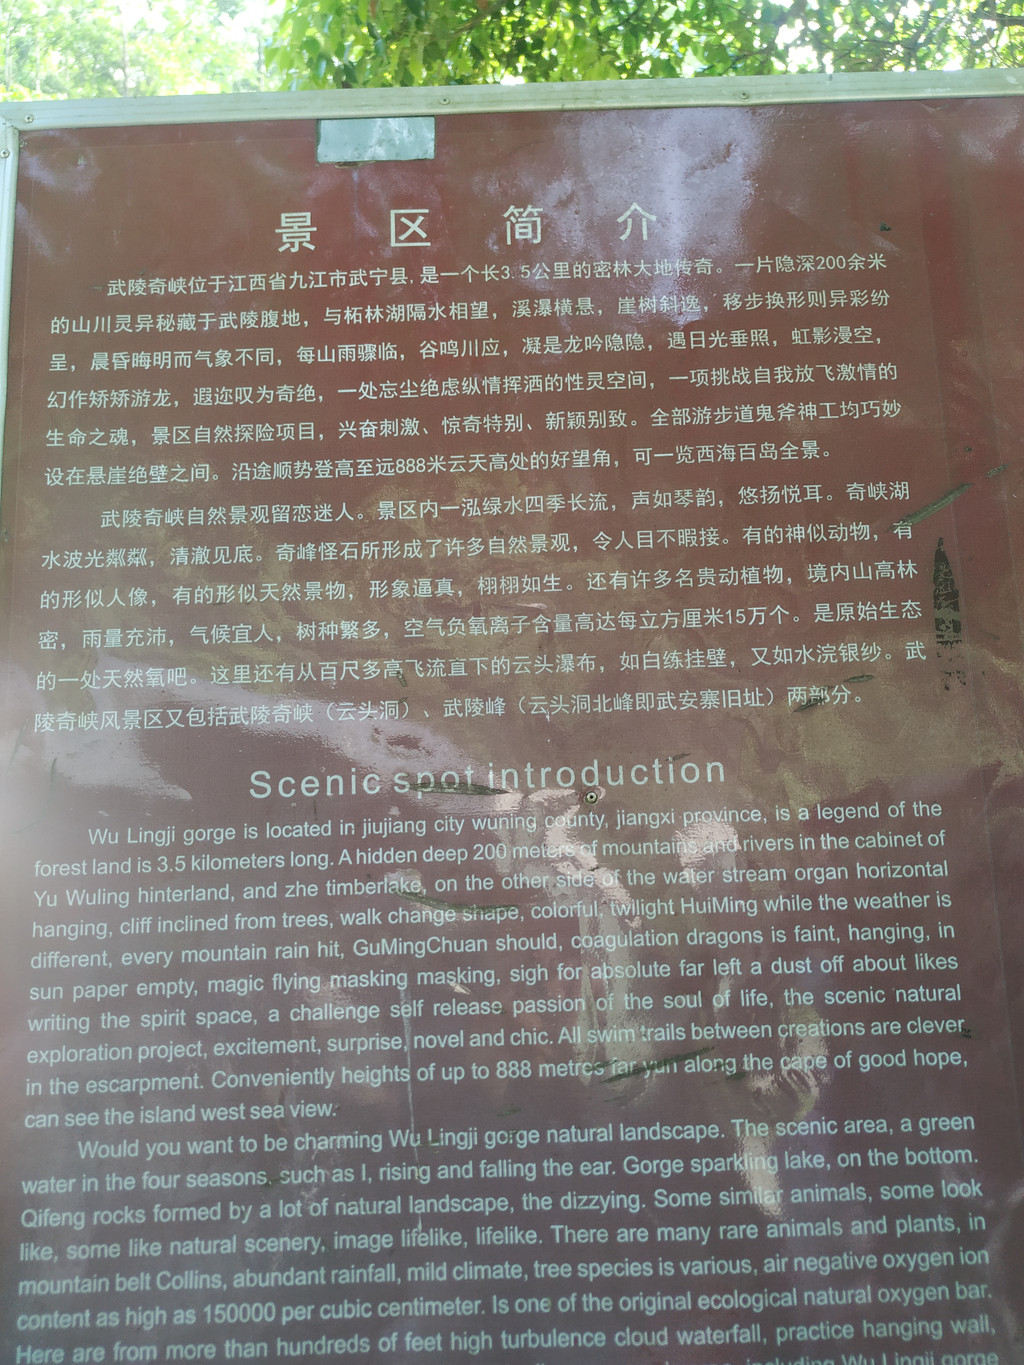 景区简介
武陵奇峡位于江西省九江市武宁县,是一个长3.5公里的密林大地传奇。一片隐深200余米
的山川灵异秘藏于武陵腹地，与柘林湖隔水相望，溪瀑横悬，崖树斜逸，移步换形则异彩纷
呈，晨昏晦明而气象不同，每山雨骤临，谷鸣川应，凝是龙吟隐隐，遇日光垂照，虹影漫空，
幻作矫矫游龙，遐迩叹为奇绝，一处忘尘绝虑纵情挥洒的性灵空间，一项挑战自我放飞激情的
生命之魂，景区自然探险项目，兴奋刺激、惊奇特别、新颖别致。全部游步道鬼斧神工均巧妙
设在悬崖绝壁之间。沿途顺势登高至远888米云天高处的好望角，可一览西海百岛全景。
武陵奇峡自然景观留恋迷人。景区内一泓绿水四季长流，声如琴韵，悠扬悦耳。奇峡湖
水波光粼粼，清澈见底。奇峰怪石所形成了许多自然景观，令人目不暇接。有的神似动物，有
的形似人像，有的形似天然景物，形象逼真，栩栩如生。还有许多名贵动植物，境内山高林
密，雨量充沛，气候宜人，树种繁多，空气负氧离子含量高达每立方厘米15万个。是原始生态
的一处天然氧吧。这里还有从百尺多高飞流直下的云头瀑布，如白练挂壁，又如水浣银纱。武
陵奇峡风景区又包括武陵奇峡（云头洞）、武陵峰（云头洞北峰即武安寨旧址）两部分。
Scenic spot introduction
Wu Lingji gorge is located in jiujiang city wuning county, jiangxi province, is a legend of the
forest land is 3.5 kilometers long. A hidden deep 200 meters of mountains and rivers in the cabinet of
Yu Wuling hinterland, and zhe timberlake, on the other side of the water stream organ horizontal
hanging, cliff inclined from trees, walk change shape, colorful, twilight HuiMing while the weather is
different, every mountain rain hit, GuMingChuan should, coagulation dragons is faint, hanging, in
sun paper empty, magic flying masking masking, sigh for absolute far left a dust off about likes
writing the spirit space, a challenge self release passion of the soul of life, the scenic natural
exploration project, excitement, surprise, novel and chic. All swim trails between creations are clever
in the escarpment. Conveniently heights of up to 888 metres far yun along the cape of good hope,
can see the island west sea view.
Would you want to be charming Wu Lingji gorge natural landscape. The scenic area, a green
water in the four seasons, such as I, rising and falling the ear. Gorge sparkling lake, on the bottom.
Qifeng rocks formed by a lot of natural landscape, the dizzying. Some similar animals, some look
like, some like natural scenery, image lifelike, lifelike. There are many rare animals and plants, in
mountain belt Collins, abundant rainfall, mild climate, tree species is various, air negative oxygen ion
content as high as 150000 per cubic centimeter. Is one of the original ecological natural oxygen bar.
Here are from more than hundreds of feet high turbulence cloud waterfall, practice hanging wall,
including Wu Lingji gorge